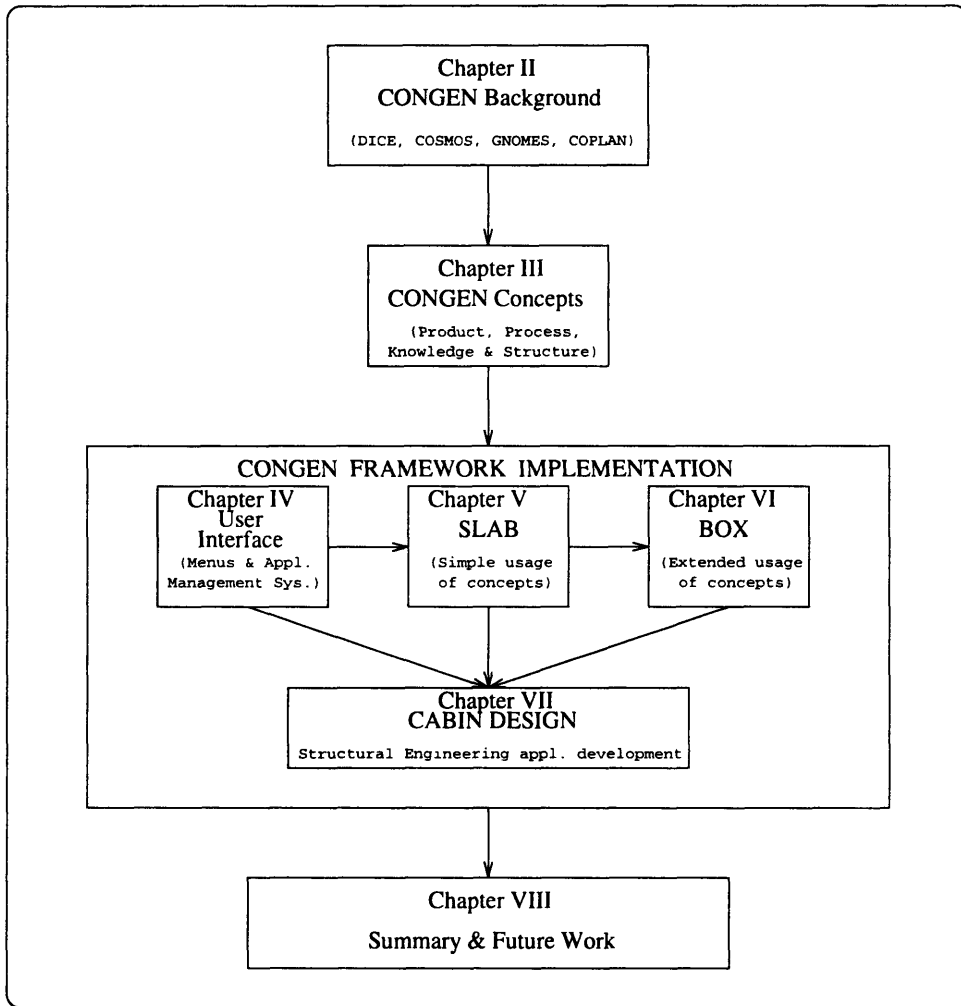 Chapter II
CONGEN Background
(DICE, COSMOS, GNOMES, COPLAN)
Chapter III
CONGEN Concepts
(Product, Process,
Knowledge & Structure)
CONGEN FRAMEWORK IMPLEMENTATION
Chapter IV
User
Interface
(Menus & Appl.
Management Sys.)
Chapter V
SLAB
(Simple usage
of concepts)
Chapter VI
BOX
(Extended usage
of concepts)
Chapter VII
CABIN DESIGN
Structural Engineering appl. development
Chapter VIII
Summary & Future Work